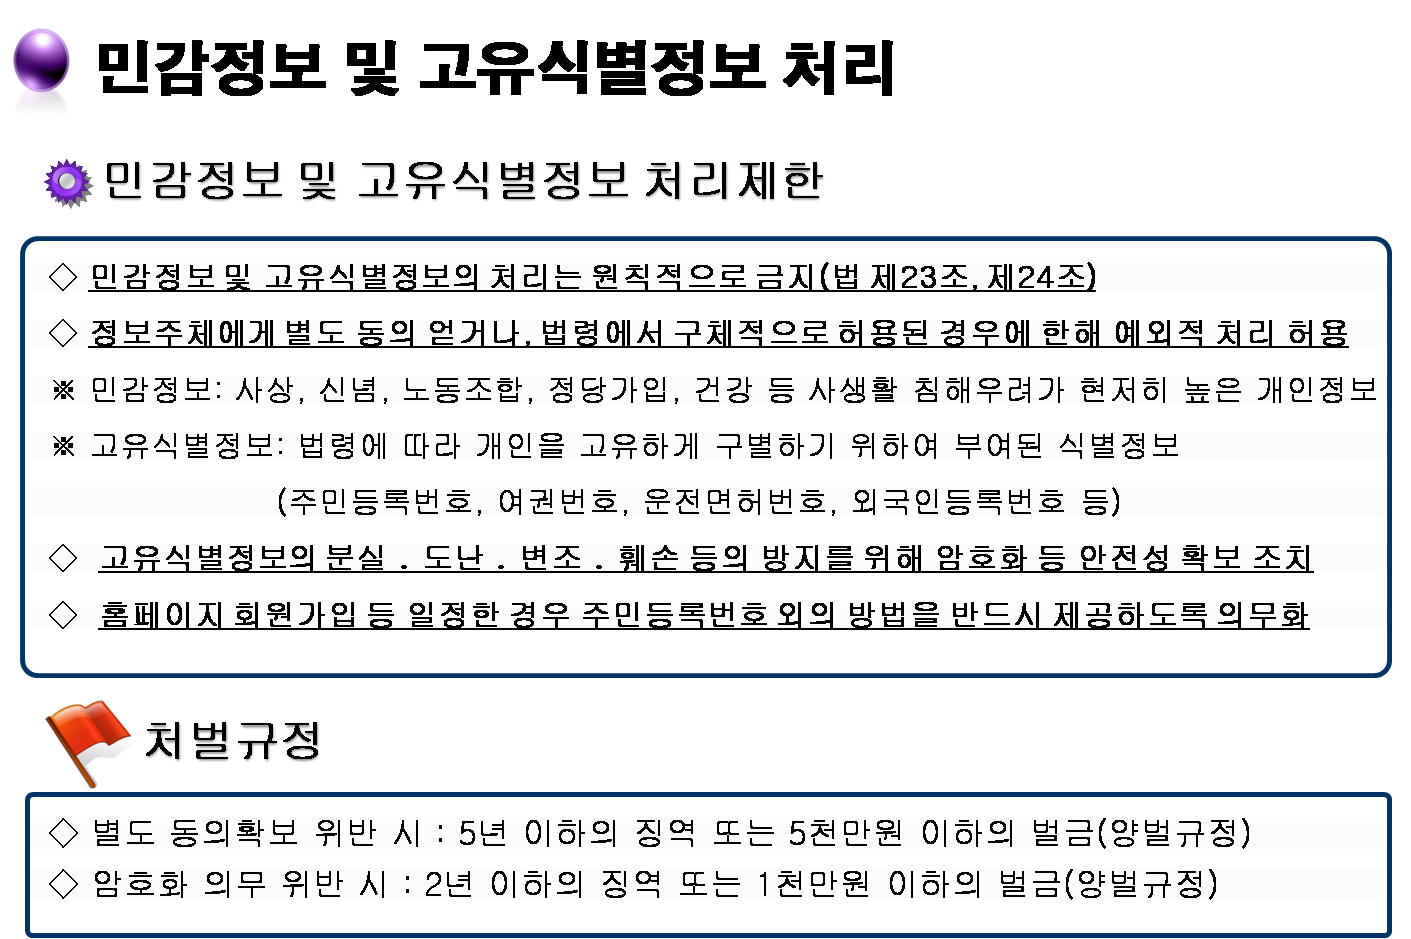 민감정보 및 고유식별정보 처리
민감정보 및 고유식별정보 처리제한
◇ 민감정보 및 고유식별정보의 처리는 원칙적으로 금지(법 제23조, 제24조)
◇ 정보주체에게 별도 동의 얻거나, 법령에서 구체적으로 허용된 경우에 한해 예외적 처리 허용
※ 민감정보: 사상, 신념, 노동조합, 정당가입, 건강 등 사생활 침해우려가 현저히 높은 개인정보
※ 고유식별정보: 법령에 따라 개인을 고유하게 구별하기 위하여 부여된 식별정보
(주민등록번호, 여권번호, 운전면허번호, 외국인등록번호 등)
◇ 고유식별정보의 분실 . 도난 . 변조 . 훼손 등의 방지를 위해 암호화 등 안전성 확보 조치
◇ 홈페이지 회원가입 등 일정한 경우 주민등록번호 외의 방법을 반드시 제공하도록 의무화
처벌규정
◇ 별도 동의확보 위반 시 : 5년 이하의 징역 또는 5천만원 이하의 벌금(양벌규정)
◇ 암호화 의무 위반 시 : 2년 이하의 징역 또는 1천만원 이하의 벌금(양벌규정)